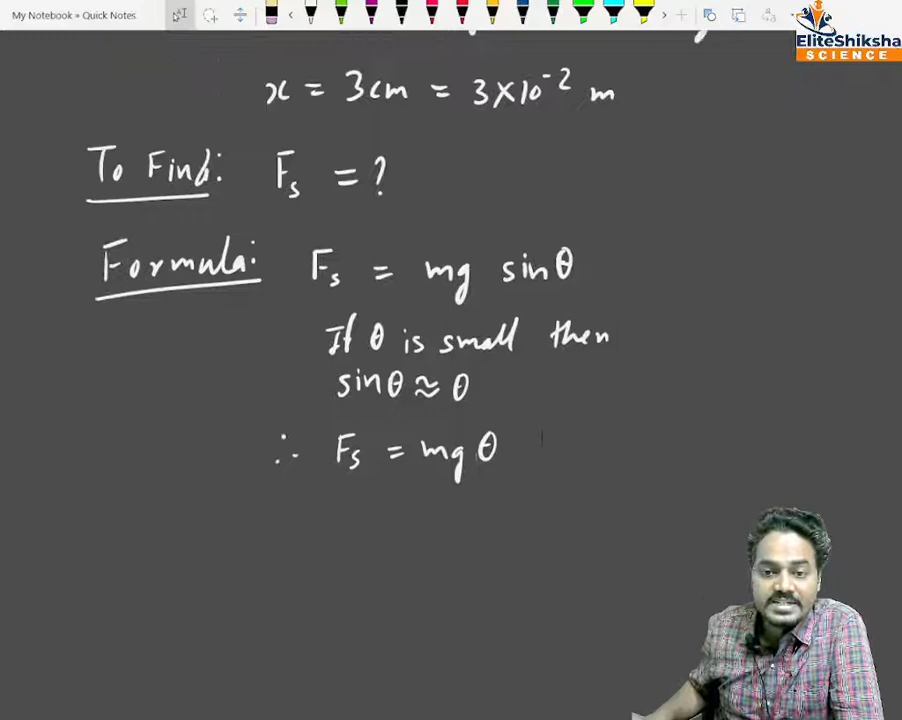 My Notebook » Quick Notes
EliteShiksha
SCIENCE
x = 3cm = 3×10⁻² m
To Find: Fₛ = ?
Formula: Fₛ = mg sinθ
If θ is small then
sinθ ≈ θ
∴ Fₛ = mg θ